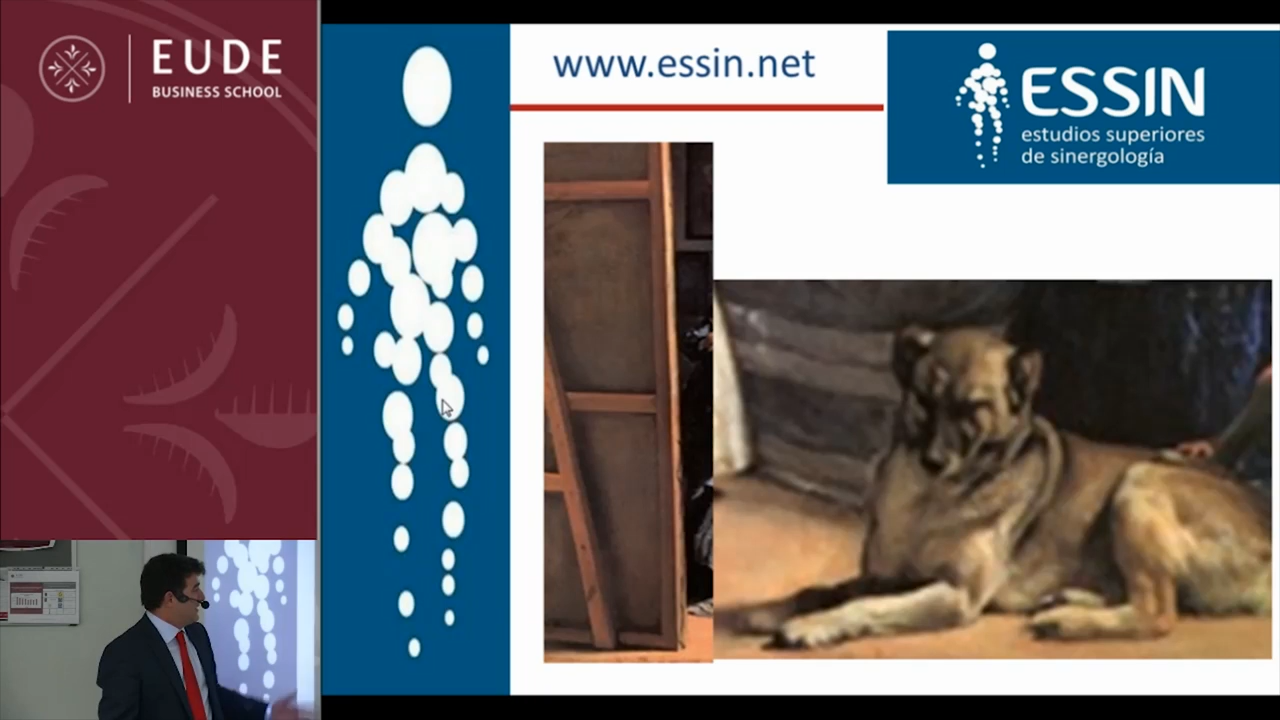 EUDE
BUSINESS SCHOOL
www.essin.net
ESSIN
estudios superiores
de sinergología